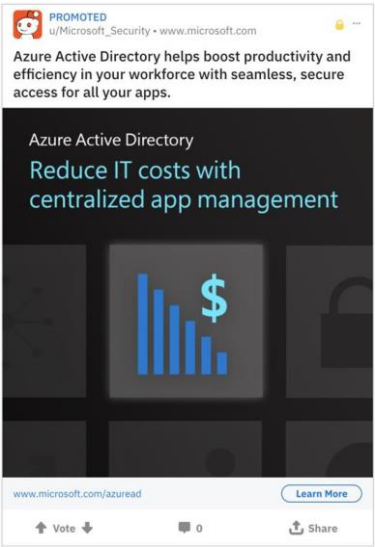 PROMOTED
u/Microsoft_Security • www.microsoft.com
Azure Active Directory helps boost productivity and
efficiency in your workforce with seamless, secure
access for all your apps.
Azure Active Directory
Reduce IT costs with
centralized app management
$
www.microsoft.com/azuread
Learn More
Vote
0
Share